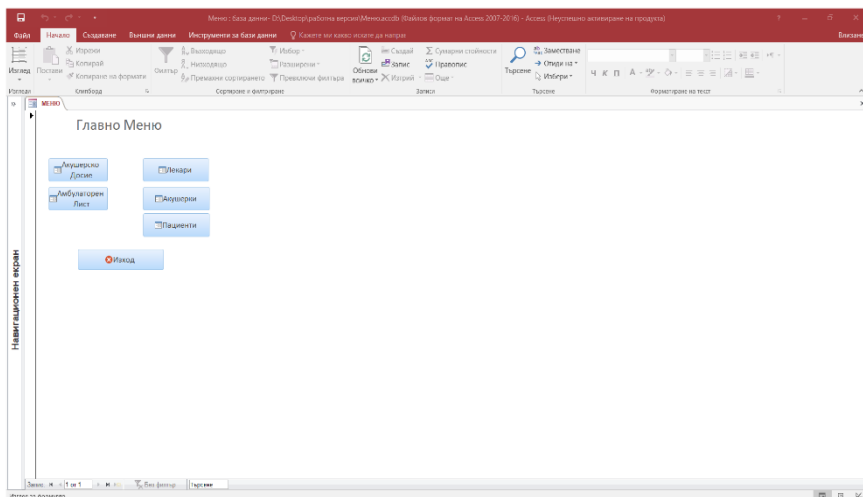 Меню : база данни- D:\Desktop\работна версия\Меню.accdb (Файлов формат на Access 2007-2016) - Access (Неуспешно активиране на продукта)
Файл Начало Създаване Външни данни Инструменти за бази данни Кажете ми какво искате да направ
Изглед
Постави
Изрежи
Копирай
Копиране на формати
Филтър
Възходящо
Низходящо
Премахни сортирането
Избор
Разширени
Превключи филтъра
Обнови всичко
Създай
Запис
Изтрий
Сумарни стойности
Правопис
Още
Търсене
Заместване
Отиди на
Избери
Ч К П
Изгледи Клипборд Сортиране и филтриране Записи Търсене Форматиране на текст
МЕНЮ
Главно Меню
Акушерско
Досие
Лекари
Амбулаторен
Лист
Акушерки
Пациенти
Изход
Навигационен екран
Запис: 1 от 1 Без филтър Търсене